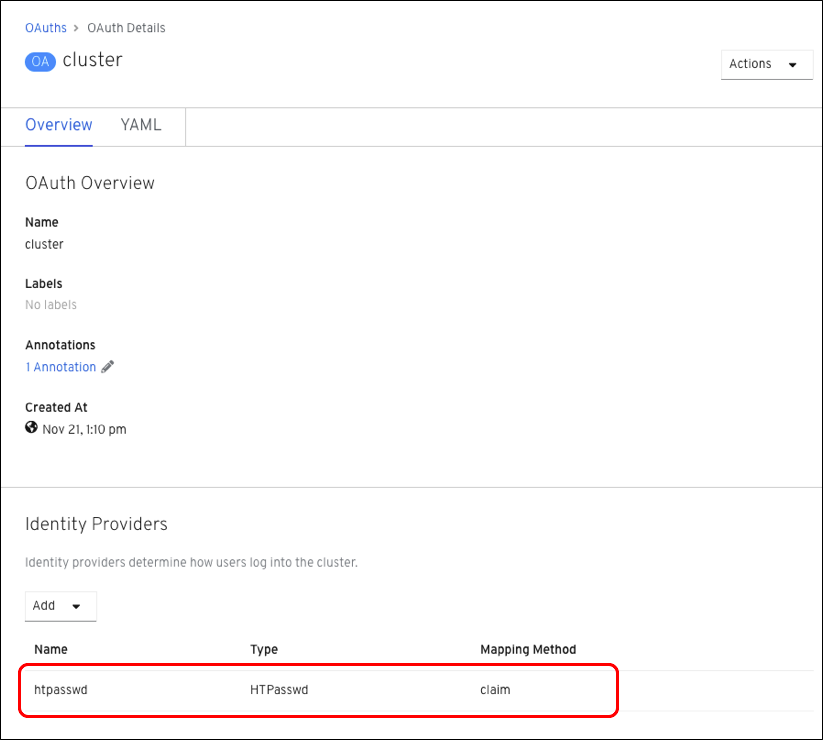 OAuths > OAuth Details
OA cluster
Actions
Overview YAML
OAuth Overview
Name
cluster
Labels
No labels
Annotations
1 Annotation
Created At
Nov 21, 1:10 pm
Identity Providers
Identity providers determine how users log into the cluster.
Add
Name Type Mapping Method
htpasswd HTPasswd claim